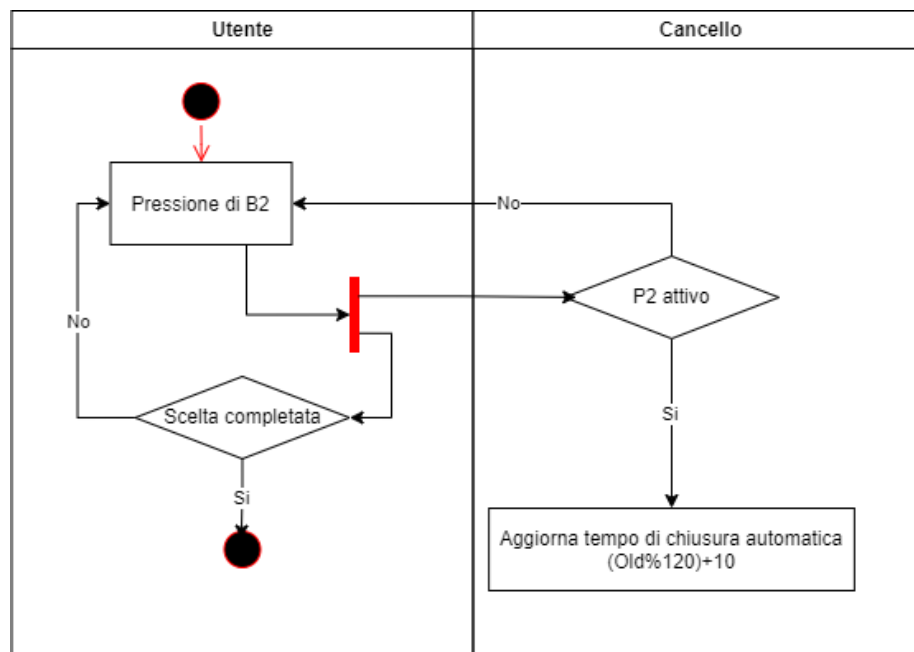 Utente
Cancello
Pressione di B2
No
P2 attivo
No
Scelta completata
Si
Si
Aggiorna tempo di chiusura automatica
(Old%120)+10